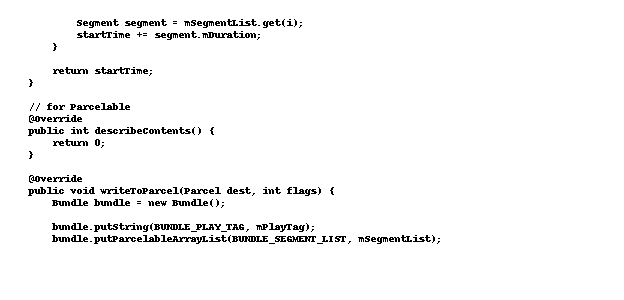 Segment segment = mSegmentList.get(i);
startTime += segment.mDuration;
}
return startTime;
}
// for Parcelable
@Override
public int describeContents() {
return 0;
}
@Override
public void writeToParcel(Parcel dest, int flags) {
Bundle bundle = new Bundle();
bundle.putString(BUNDLE_PLAY_TAG, mPlayTag);
bundle.putParcelableArrayList(BUNDLE_SEGMENT_LIST, mSegmentList);